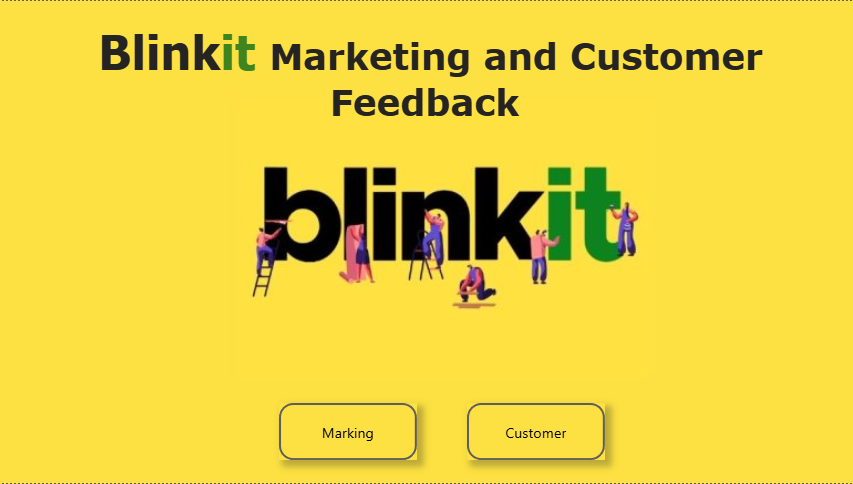 Blinkit Marketing and Customer
Feedback
blinkit
Marking
Customer